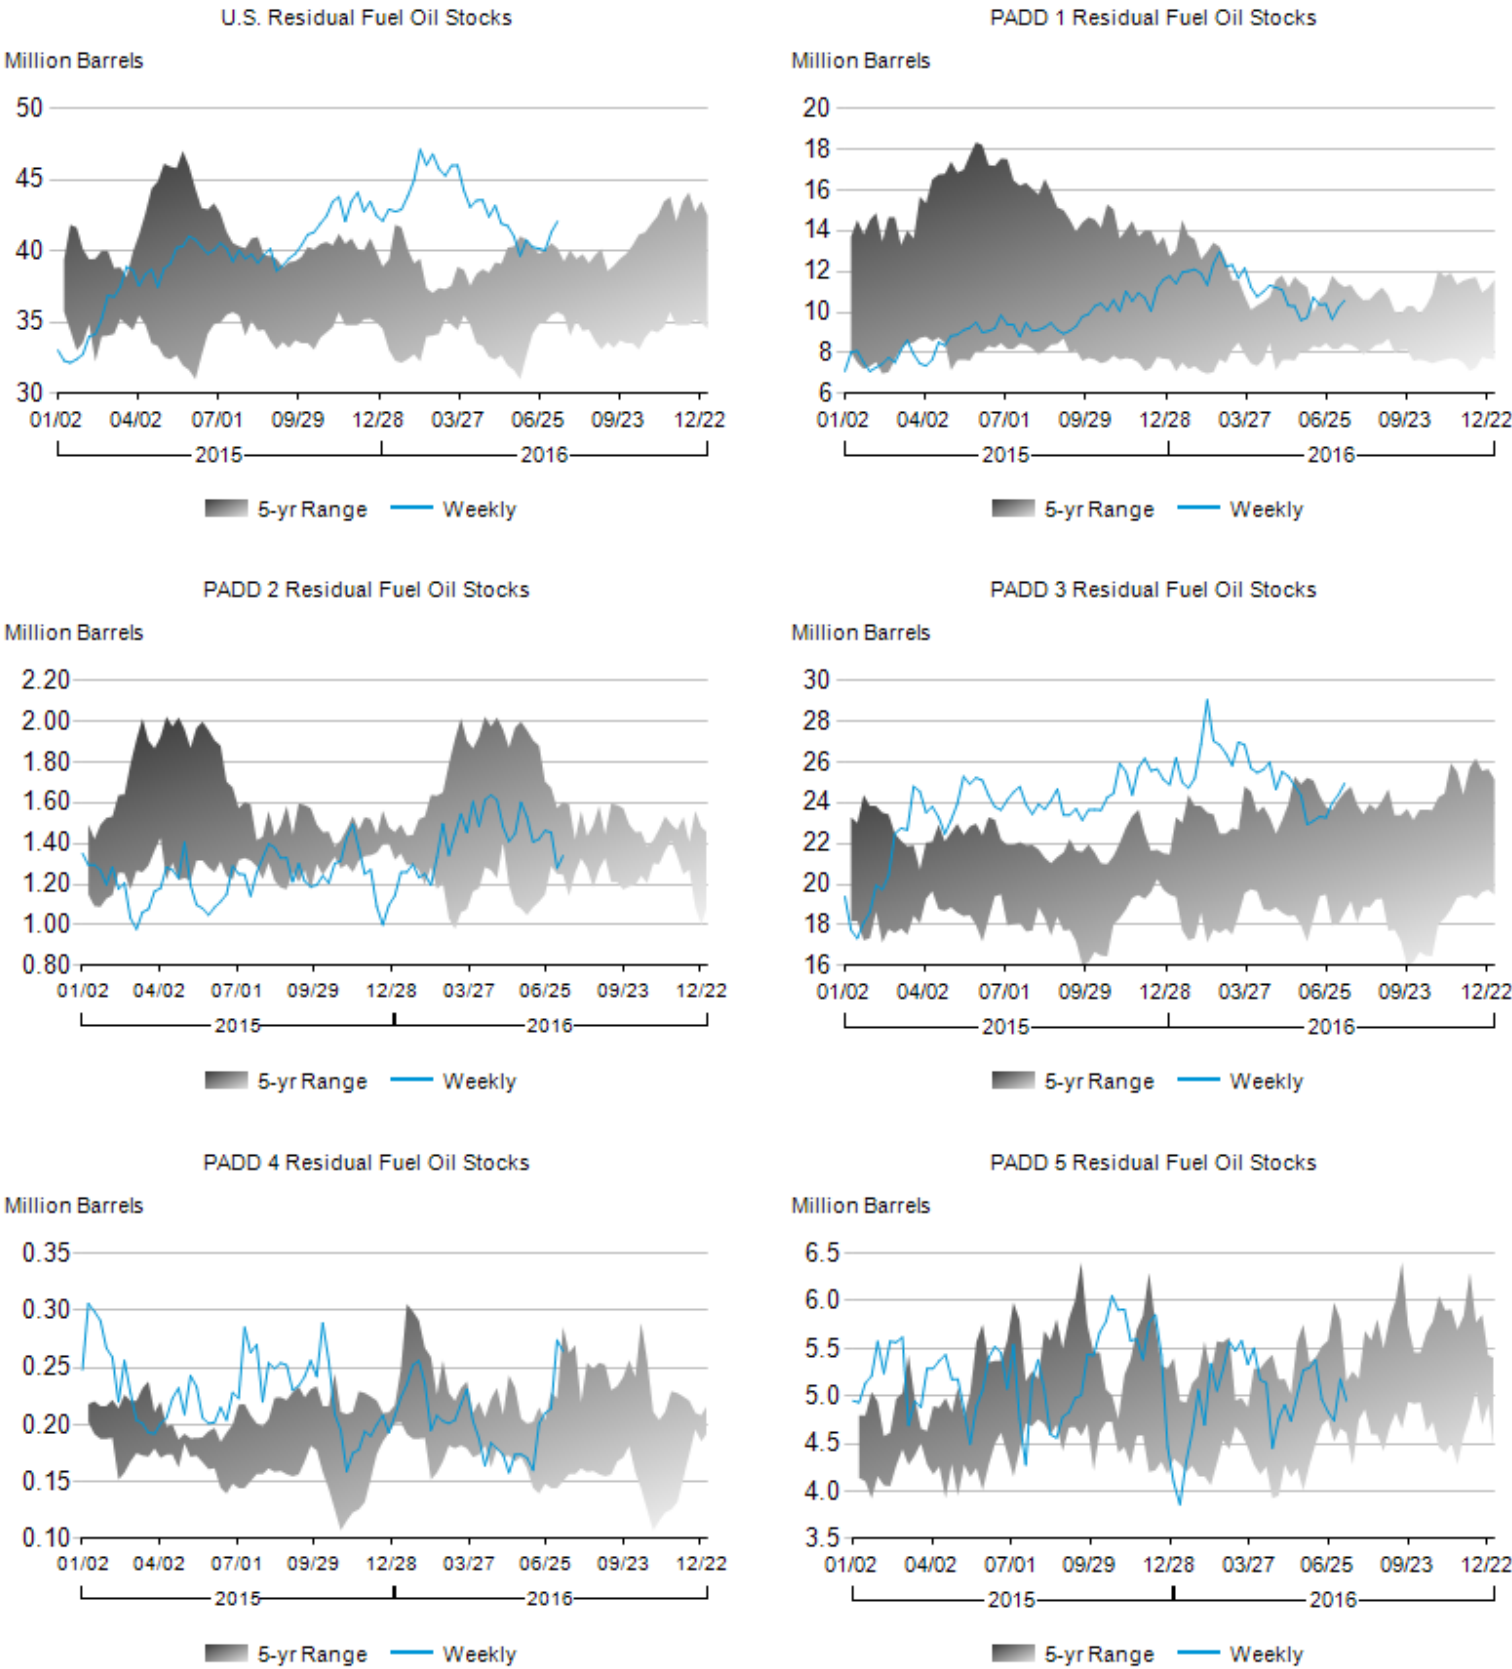 U.S. Residual Fuel Oil Stocks
Million Barrels
50
45
40
35
30
01/02 04/02 07/01 09/29 12/28 03/27 06/25 09/23 12/22
2015 2016
5-yr Range Weekly
PADD 1 Residual Fuel Oil Stocks
Million Barrels
20
18
16
14
12
10
8
6
01/02 04/02 07/01 09/29 12/28 03/27 06/25 09/23 12/22
2015 2016
5-yr Range Weekly
PADD 2 Residual Fuel Oil Stocks
Million Barrels
2.20
2.00
1.80
1.60
1.40
1.20
1.00
0.80
01/02 04/02 07/01 09/29 12/28 03/27 06/25 09/23 12/22
2015 2016
5-yr Range Weekly
PADD 3 Residual Fuel Oil Stocks
Million Barrels
30
28
26
24
22
20
18
16
01/02 04/02 07/01 09/29 12/28 03/27 06/25 09/23 12/22
2015 2016
5-yr Range Weekly
PADD 4 Residual Fuel Oil Stocks
Million Barrels
0.35
0.30
0.25
0.20
0.15
0.10
01/02 04/02 07/01 09/29 12/28 03/27 06/25 09/23 12/22
2015 2016
5-yr Range Weekly
PADD 5 Residual Fuel Oil Stocks
Million Barrels
6.5
6.0
5.5
5.0
4.5
4.0
3.5
01/02 04/02 07/01 09/29 12/28 03/27 06/25 09/23 12/22
2015 2016
5-yr Range Weekly